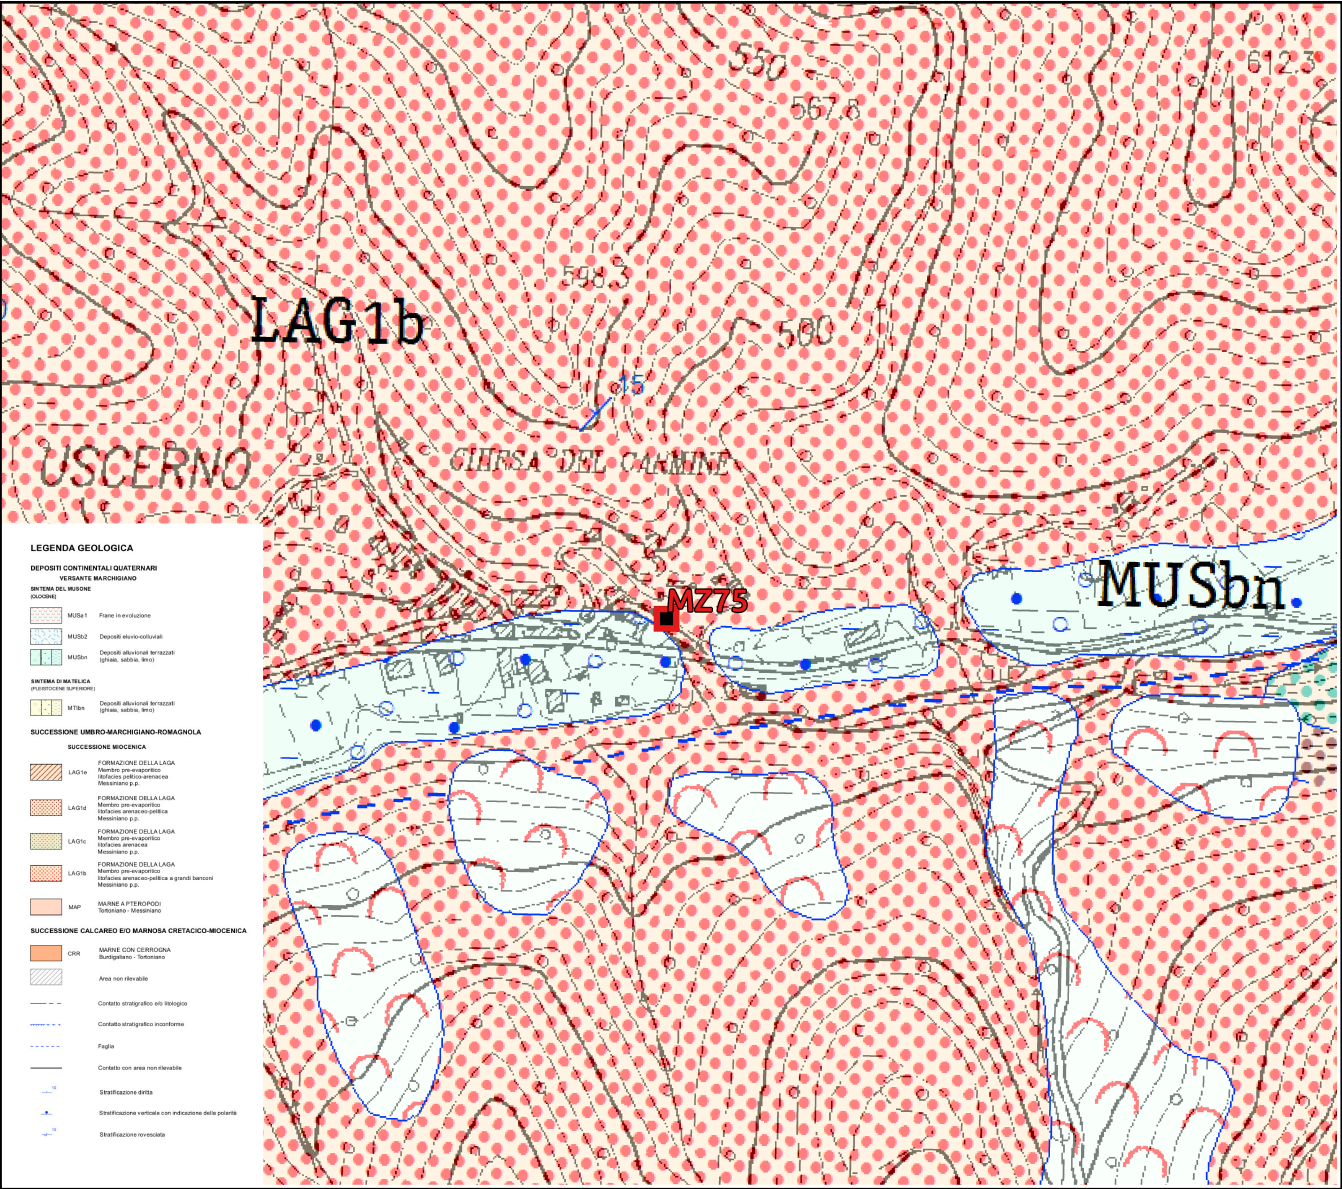 550
612.3
567.8
598.3
LAG1b
500
15
CHIESA DEL CARMINE
USCERNO
MUSbn
MZ75
LEGENDA GEOLOGICA
DEPOSITI CONTINENTALI QUATERNARI
VERSANTE MARCHIGIANO
SINTEMA DEL MUSONE
(OLOCENE)
MUSa1 Frane in evoluzione
MUSb2 Depositi eluvio-colluviali
MUSbn Depositi alluvionali terrazzati
(ghiaia, sabbia, limo)
SINTEMA DI MATELICA
(PLEISTOCENE SUPERIORE)
MTIbn Depositi alluvionali terrazzati
(ghiaia, sabbia, limo)
SUCCESSIONE UMBRO-MARCHIGIANO-ROMAGNOLA
SUCCESSIONE MIOCENICA
LAG1e FORMAZIONE DELLA LAGA
Membro pre-evaporitico
litofacies pelitico-arenacea
Messiniano p.p.
LAG1d FORMAZIONE DELLA LAGA
Membro pre-evaporitico
litofacies arenaceo-pelitica
Messiniano p.p.
LAG1c FORMAZIONE DELLA LAGA
Membro pre-evaporitico
litofacies arenacea
Messiniano p.p.
LAG1b FORMAZIONE DELLA LAGA
Membro pre-evaporitico
litofacies arenaceo-pelitica a grandi banconi
Messiniano p.p.
MAP MARNE A PTEROPODI
Tortoniano - Messiniano
SUCCESSIONE CALCAREO E/O MARNOSA CRETACICO-MIOCENICA
CRR MARNE CON CERROGNA
Burdigaliano - Tortoniano
Area non rilevabile
Contatto stratigrafico e/o litologico
Contatto stratigrafico inconforme
Faglia
Contatto con area non rilevabile
Stratificazione diritta
Stratificazione verticale con indicazione della polarità
Stratificazione rovesciata